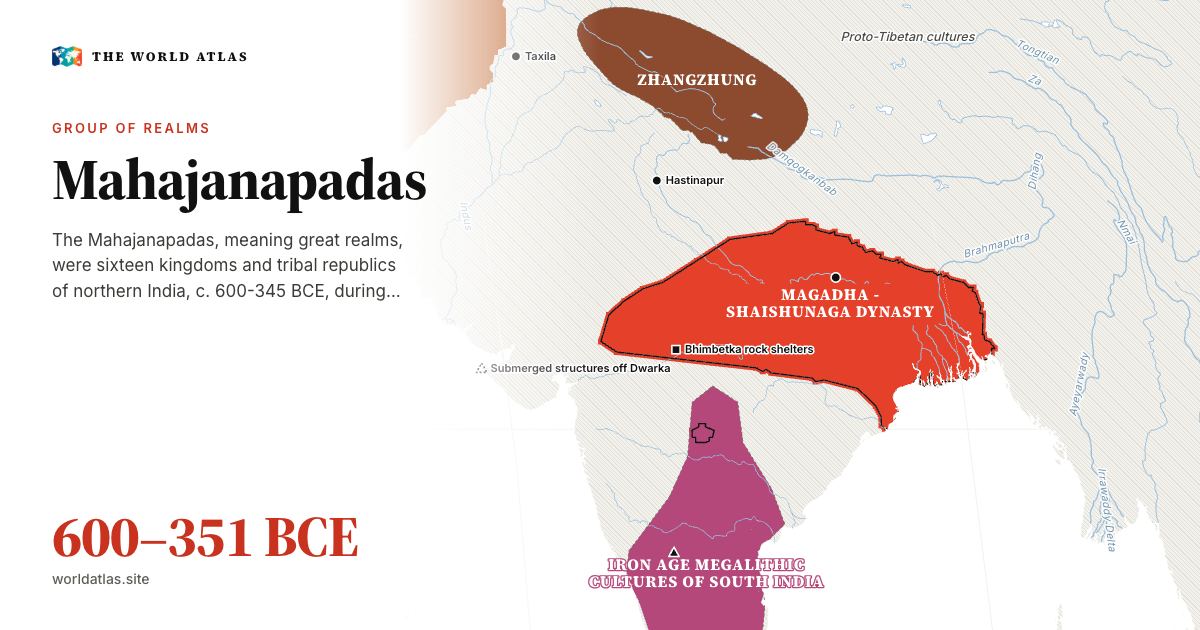 THE WORLD ATLAS
GROUP OF REALMS
Mahajanapadas
The Mahajanapadas, meaning great realms,
were sixteen kingdoms and tribal republics
of northern India, c. 600-345 BCE, during...
600–351 BCE
worldatlas.site
Taxila
ZHANGZHUNG
Proto-Tibetan cultures
Tongtian
Za
Damqogkanbab
Hastinapur
Dihang
Indus
Nmai
Brahmaputra
MAGADHA -
SHAISHUNAGA DYNASTY
Bhimbetka rock shelters
Submerged structures off Dwarka
Ayeyarwady
Irrawaddy Delta
IRON AGE MEGALITHIC
CULTURES OF SOUTH INDIA